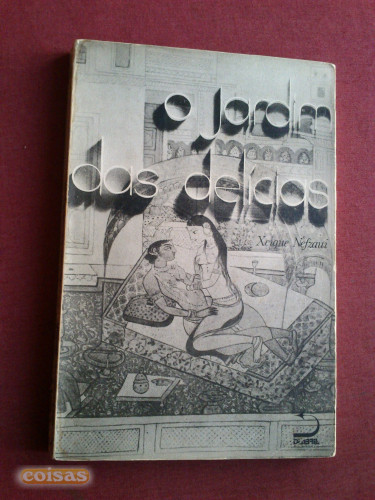 o jardim
das delícias
Xeique Nefzaui
coisas